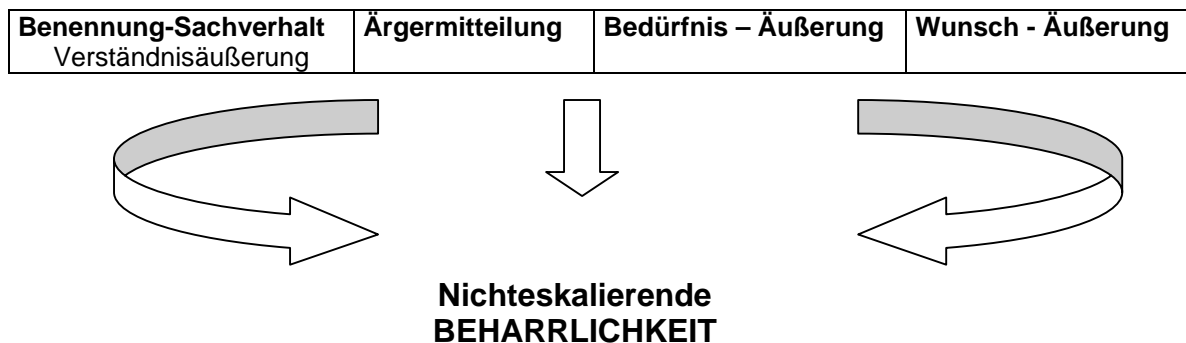 Benennung-Sachverhalt Ärgermitteilung Bedürfnis – Äußerung Wunsch - Äußerung
Verständnisäußerung
Nichteskalierende
BEHARRLICHKEIT